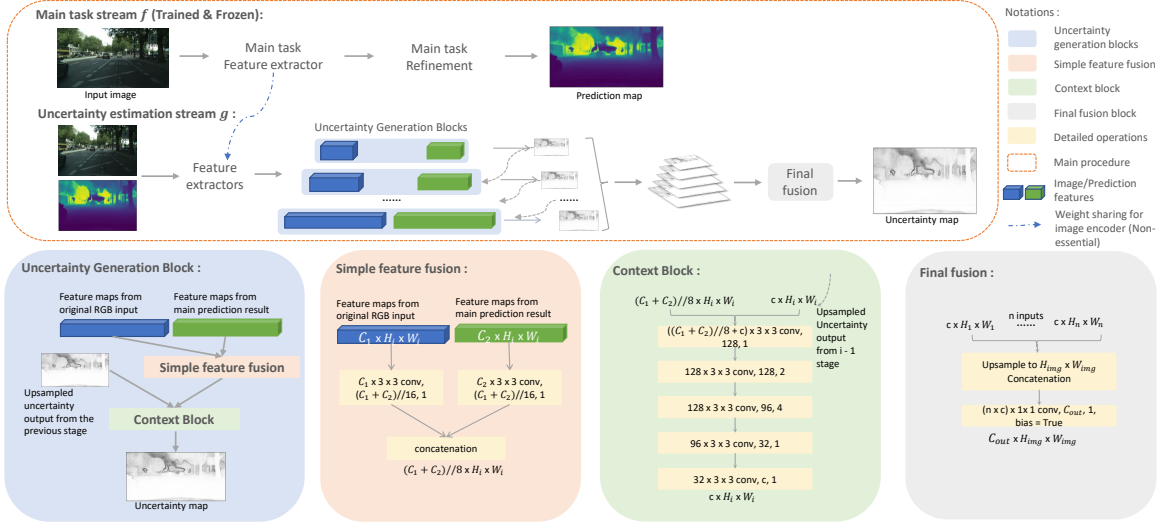 Main task stream f (Trained & Frozen):
Input image
Main task
Feature extractor
Main task
Refinement
Prediction map
Uncertainty estimation stream g :
Feature
extractors
Uncertainty Generation Blocks
......
......
Final
fusion
Uncertainty map
Notations :
Uncertainty
generation blocks
Simple feature fusion
Context block
Final fusion block
Detailed operations
Main procedure
Image/Prediction
features
Weight sharing for
image encoder (Non-
essential)
Uncertainty Generation Block :
Feature maps from
original RGB input
Feature maps from
main prediction result
Simple feature fusion
Upsampled
uncertainty
output from the
previous stage
Context Block
Uncertainty map
Simple feature fusion :
Feature maps from
original RGB input
Feature maps from
main prediction result
C₁ x Hᵢ x Wᵢ
C₂ x Hᵢ x Wᵢ
C₁ x 3 x 3 conv,
(C₁ + C₂)//16, 1
C₂ x 3 x 3 conv,
(C₁ + C₂)//16, 1
concatenation
(C₁ + C₂)//8 x Hᵢ x Wᵢ
Context Block :
(C₁ + C₂)//8 x Hᵢ x Wᵢ
c x Hᵢ x Wᵢ
Upsampled
Uncertainty
output
from i - 1
stage
((C₁ + C₂)//8 + c) x 3 x 3 conv,
128, 1
128 x 3 x 3 conv, 128, 2
128 x 3 x 3 conv, 96, 4
96 x 3 x 3 conv, 32, 1
32 x 3 x 3 conv, c, 1
c x Hᵢ x Wᵢ
Final fusion :
c x H₁ x W₁
n inputs
......
c x Hₙ x Wₙ
Upsample to H_img x W_img
Concatenation
(n x c) x 1x 1 conv, C_out, 1,
bias = True
C_out x H_img x W_img